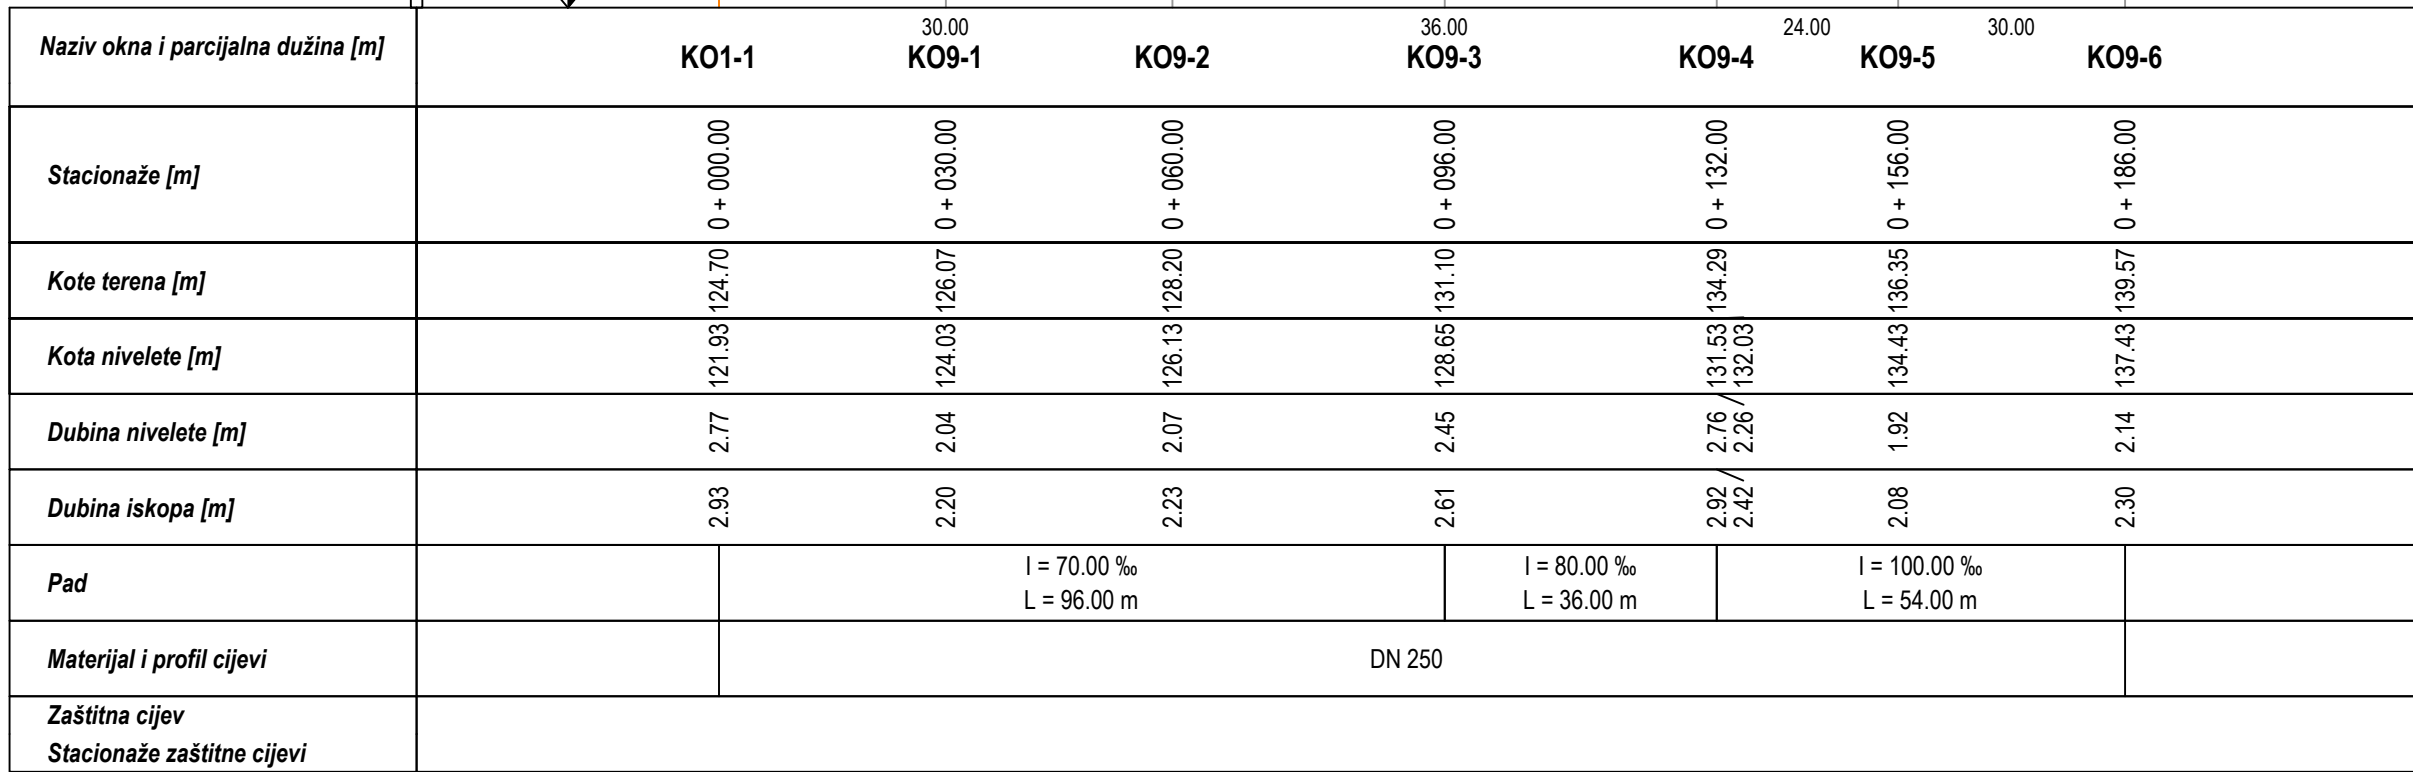 Naziv okna i parcijalna dužina [m]
30.00 36.00 24.00 30.00
KO1-1 KO9-1 KO9-2 KO9-3 KO9-4 KO9-5 KO9-6
Stacionaže [m]
0 + 000.00 0 + 030.00 0 + 060.00 0 + 096.00 0 + 132.00 0 + 156.00 0 + 186.00
Kote terena [m]
124.70 126.07 128.20 131.10 134.29 136.35 139.57
Kota nivelete [m]
121.93 124.03 126.13 128.65 131.53 / 132.03 134.43 137.43
Dubina nivelete [m]
2.77 2.04 2.07 2.45 2.76 / 2.26 1.92 2.14
Dubina iskopa [m]
2.93 2.20 2.23 2.61 2.92 / 2.42 2.08 2.30
Pad
I = 70.00 ‰ I = 80.00 ‰ I = 100.00 ‰
L = 96.00 m L = 36.00 m L = 54.00 m
Materijal i profil cijevi
DN 250
Zaštitna cijev
Stacionaže zaštitne cijevi